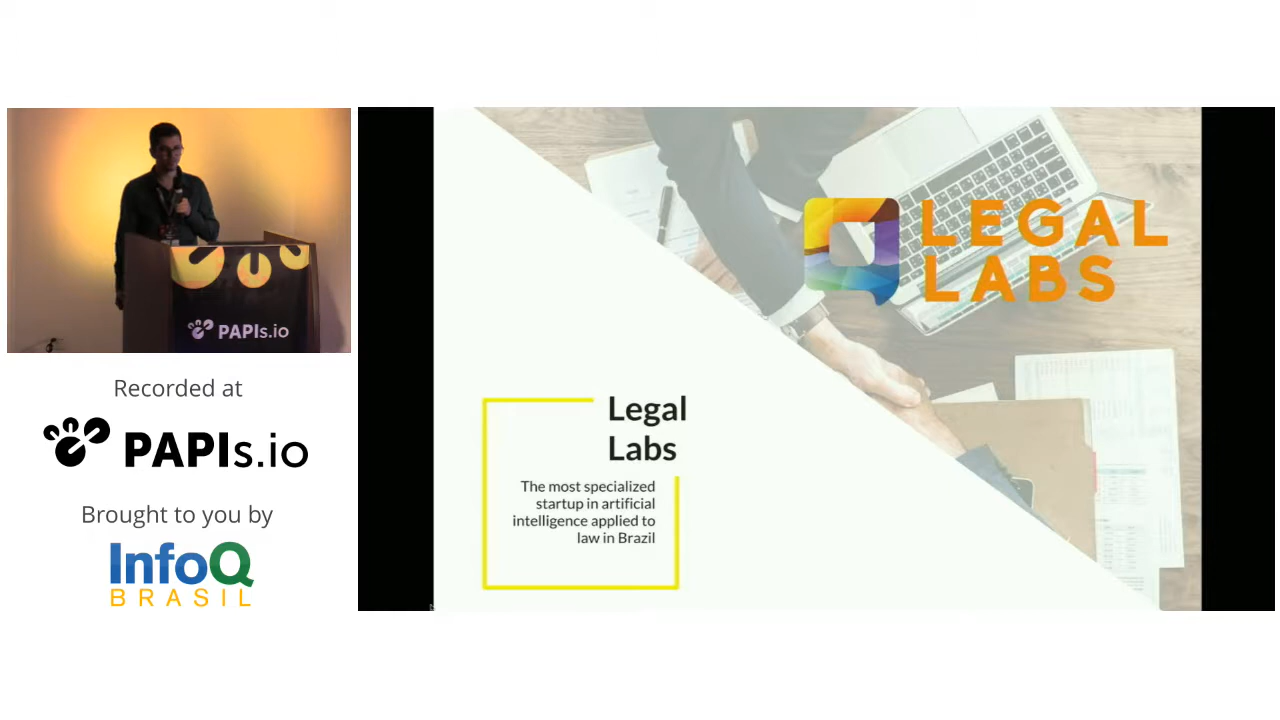 PAPIs.io
Recorded at
PAPIs.io
Brought to you by
InfoQ
BRASIL
LEGAL
LABS
Legal
Labs
The most specialized
startup in artificial
intelligence applied to
law in Brazil